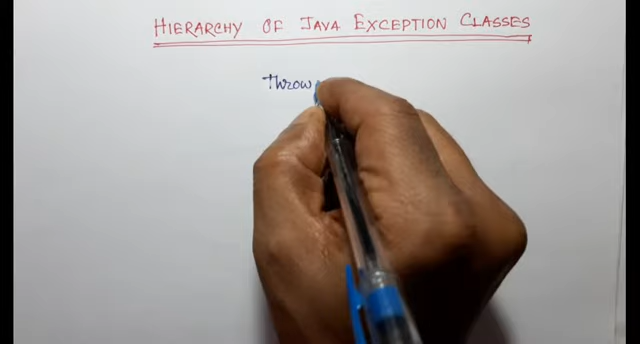 HIERARCHY OF JAVA EXCEPTION CLASSES
Throw